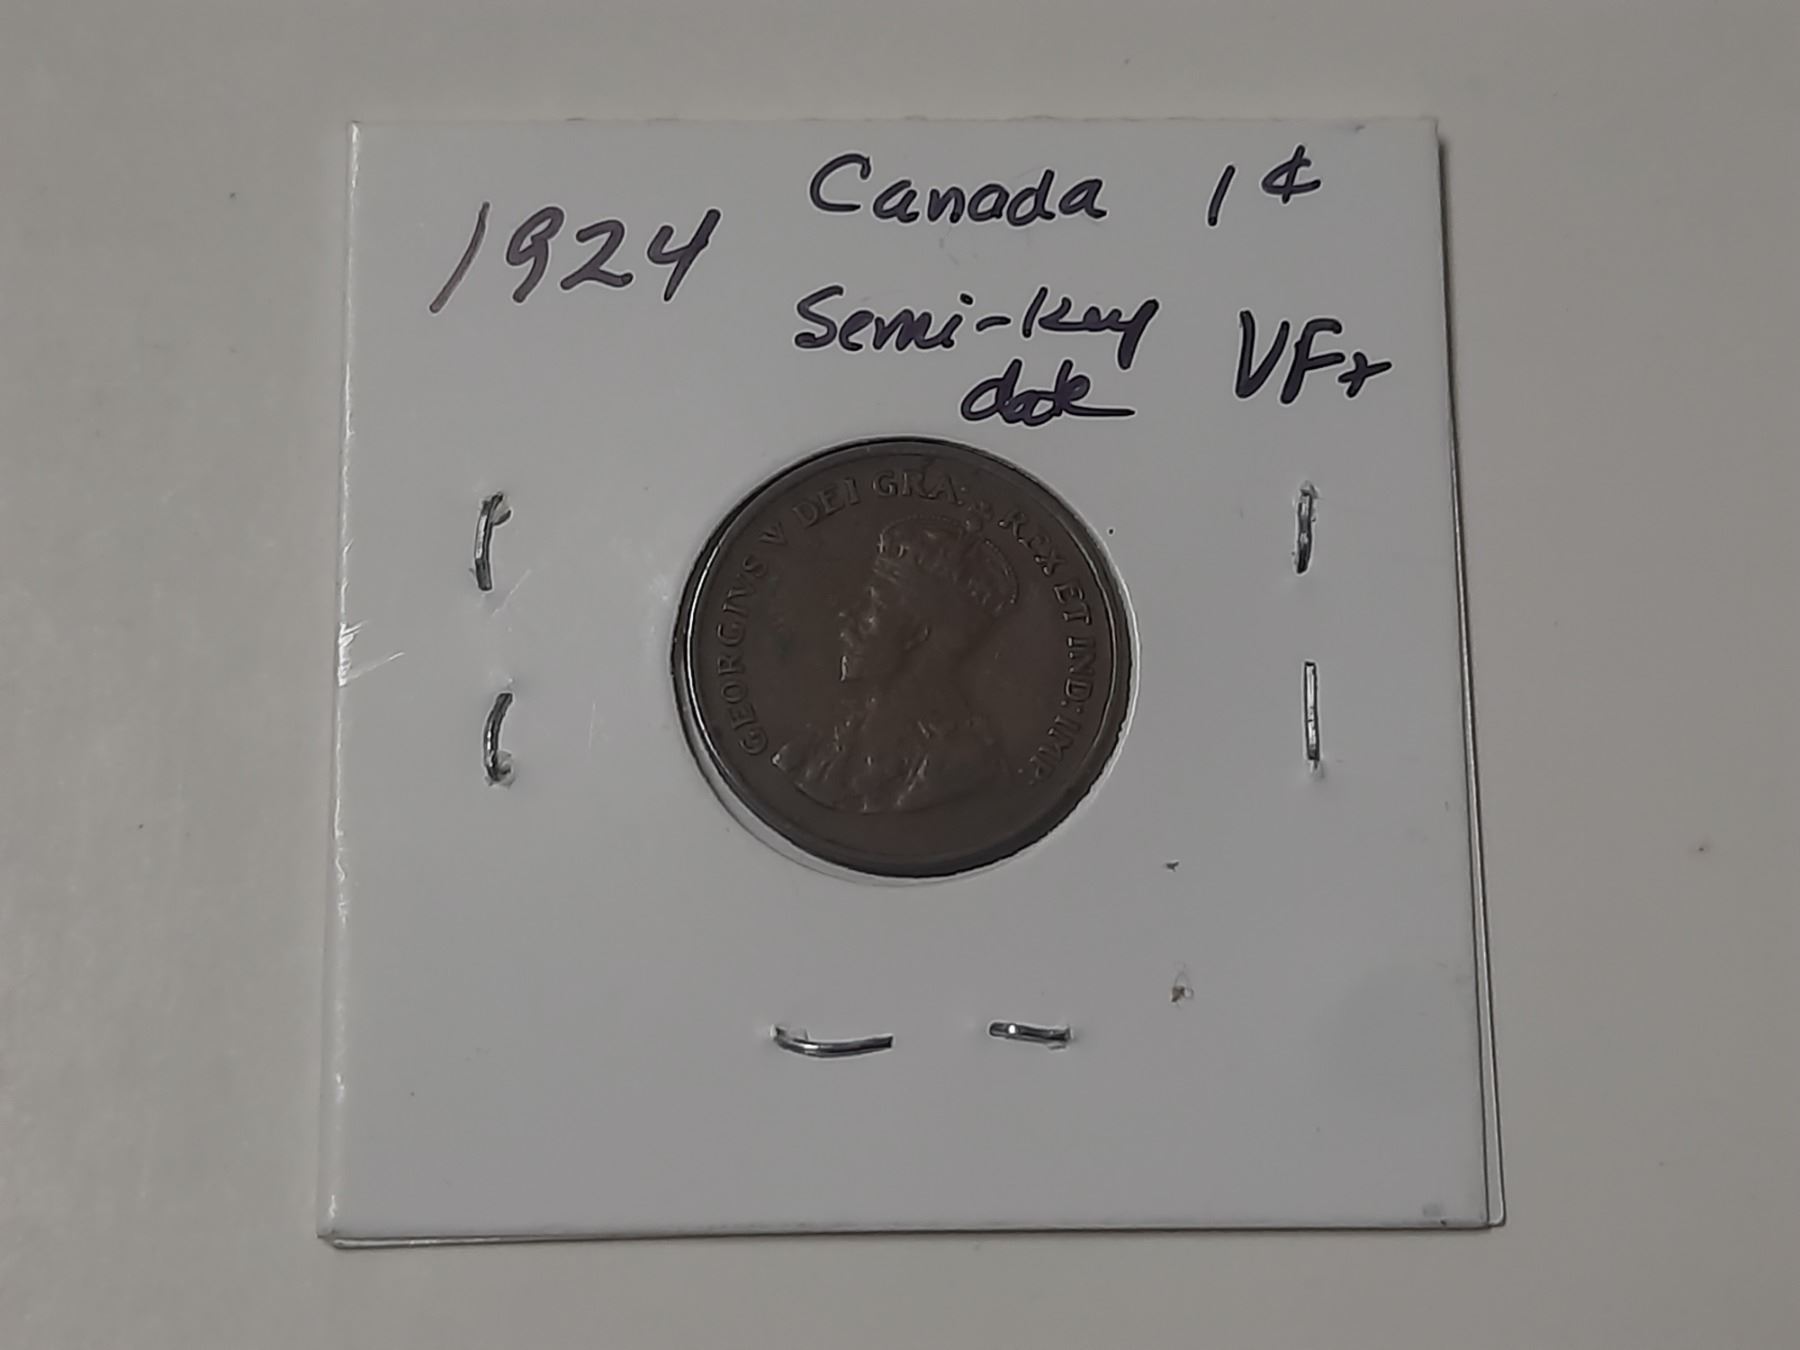 Canada 1¢
1924
Semi-key VF+
date
GEORGIVS V DEI GRA: REX ET IND: IMP: